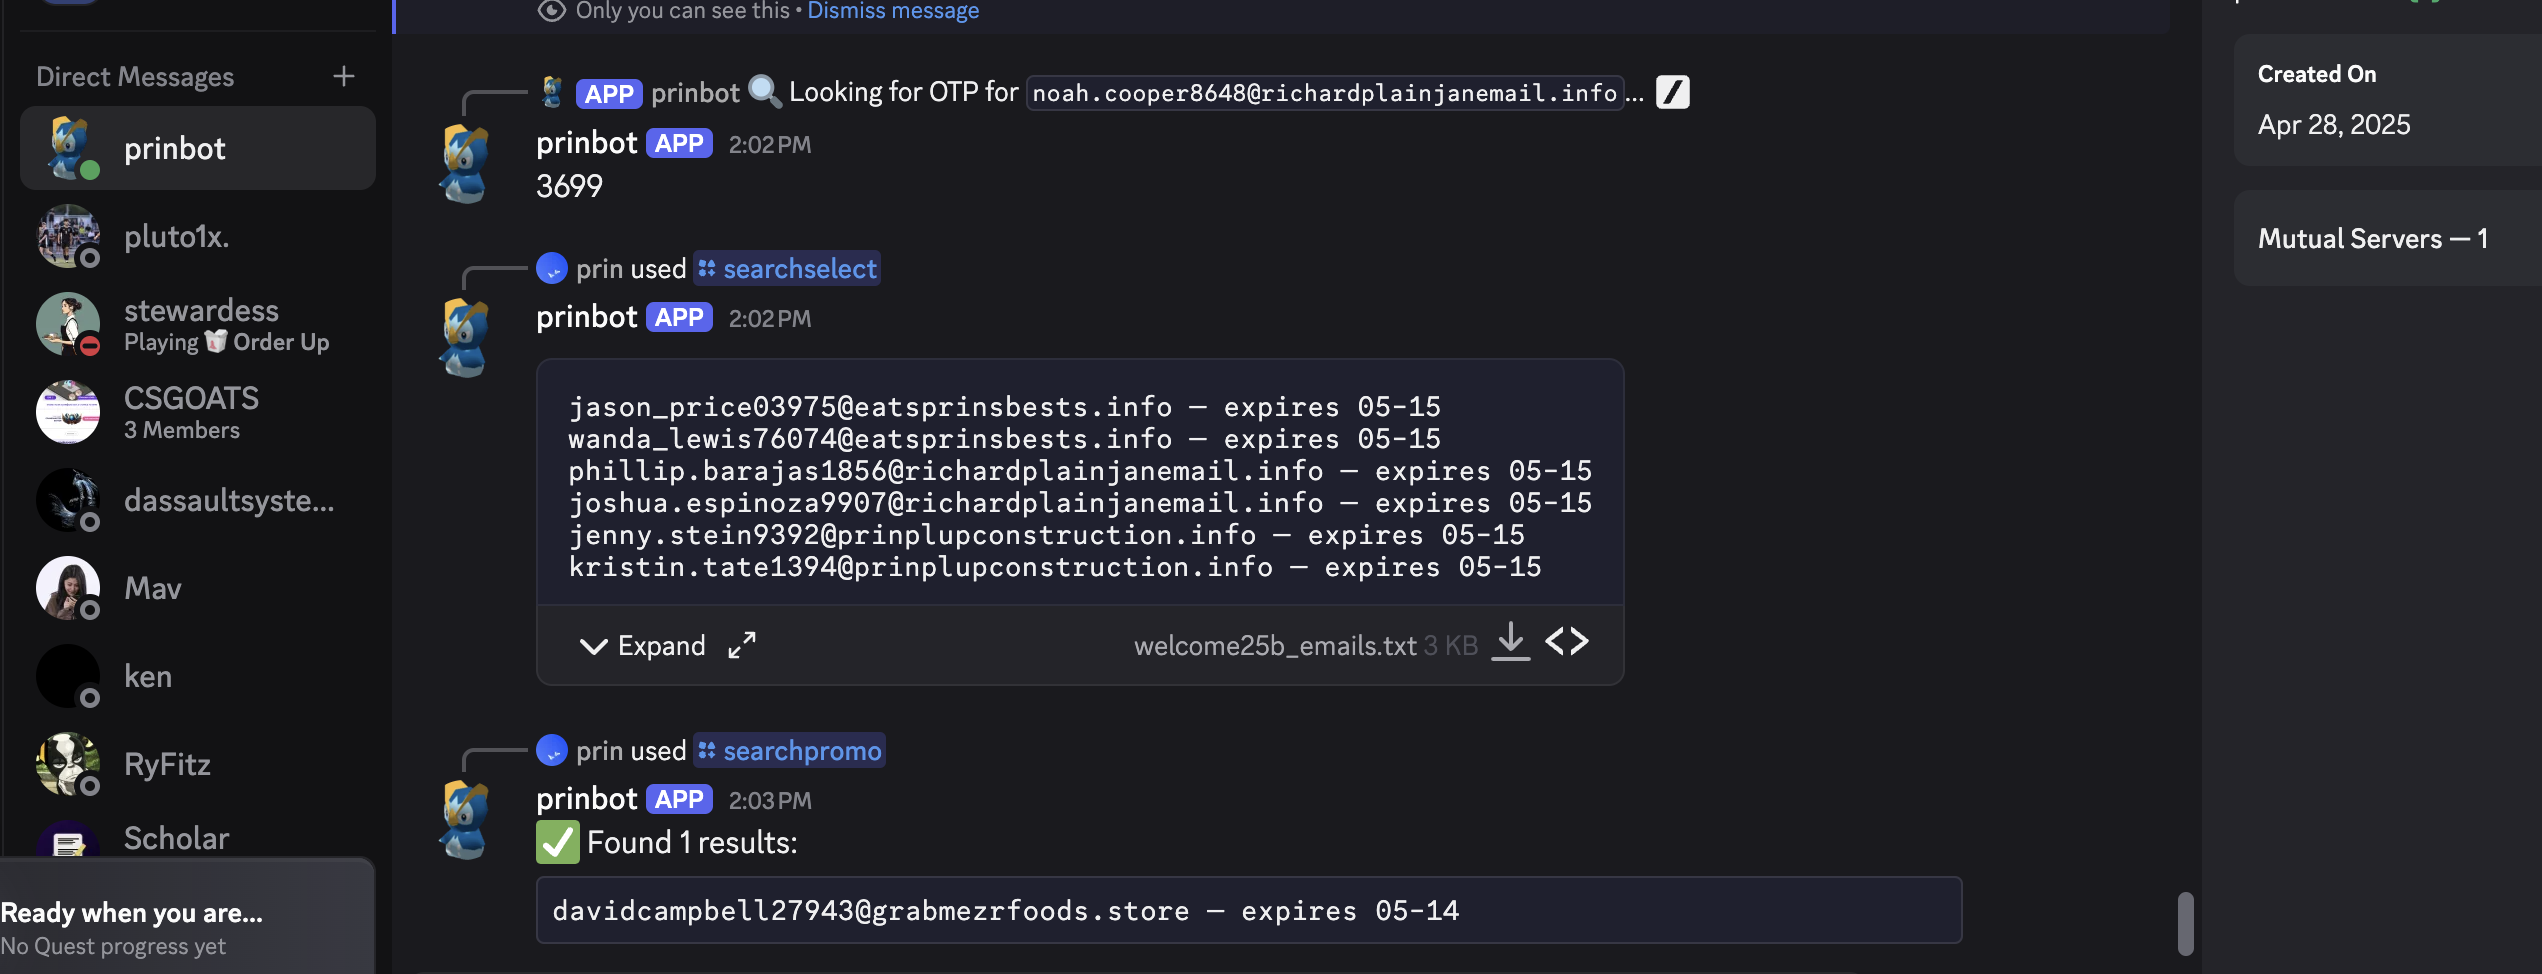 Direct Messages
prinbot
pluto1x.
stewardess
Playing Order Up
CSGOATS
3 Members
dassaultsyste...
Mav
ken
RyFitz
Scholar
Ready when you are...
No Quest progress yet
Only you can see this • Dismiss message
APP prinbot Looking for OTP for noah.cooper8648@richardplainjanemail.info...
prinbot APP 2:02 PM
3699
prin used searchselect
prinbot APP 2:02 PM
jason_price03975@eatsprinsbests.info – expires 05-15
wanda_lewis76074@eatsprinsbests.info – expires 05-15
phillip.barajas1856@richardplainjanemail.info – expires 05-15
joshua.espinoza9907@richardplainjanemail.info – expires 05-15
jenny.stein9392@prinplupconstruction.info – expires 05-15
kristin.tate1394@prinplupconstruction.info – expires 05-15
Expand
welcome25b_emails.txt 3 KB
prin used searchpromo
prinbot APP 2:03 PM
Found 1 results:
davidcampbell27943@grabmezrfoods.store – expires 05-14
Created On
Apr 28, 2025
Mutual Servers — 1